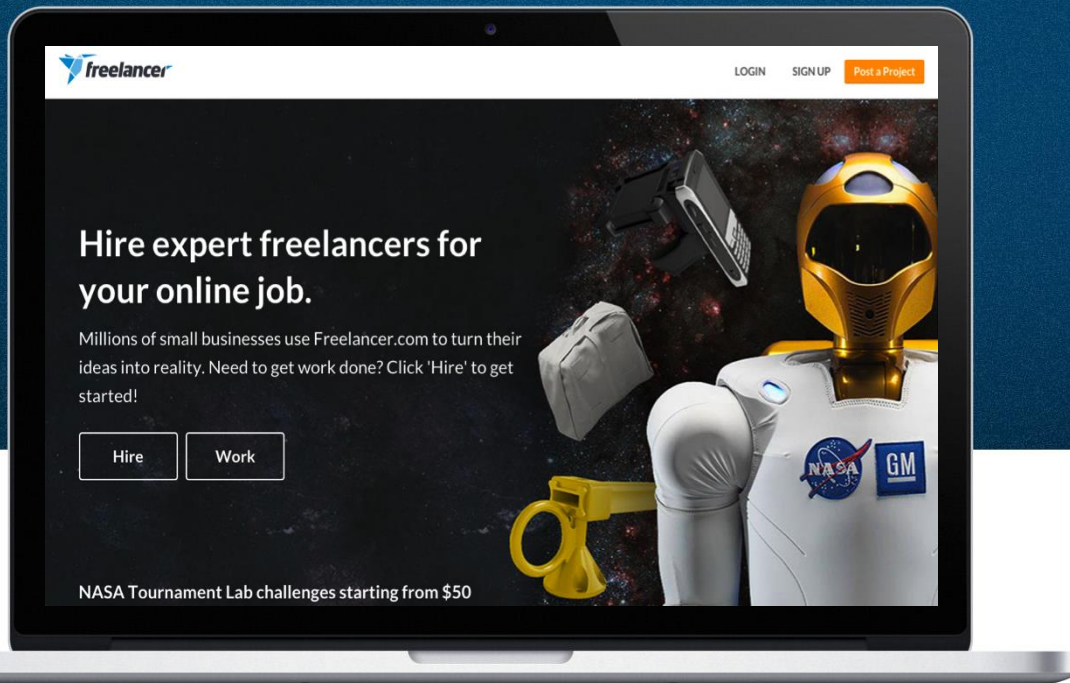 freelancer
LOGIN SIGN UP Post a Project
Hire expert freelancers for
your online job.
Millions of small businesses use Freelancer.com to turn their
ideas into reality. Need to get work done? Click 'Hire' to get
started!
Hire Work
NASA GM
NASA Tournament Lab challenges starting from $50